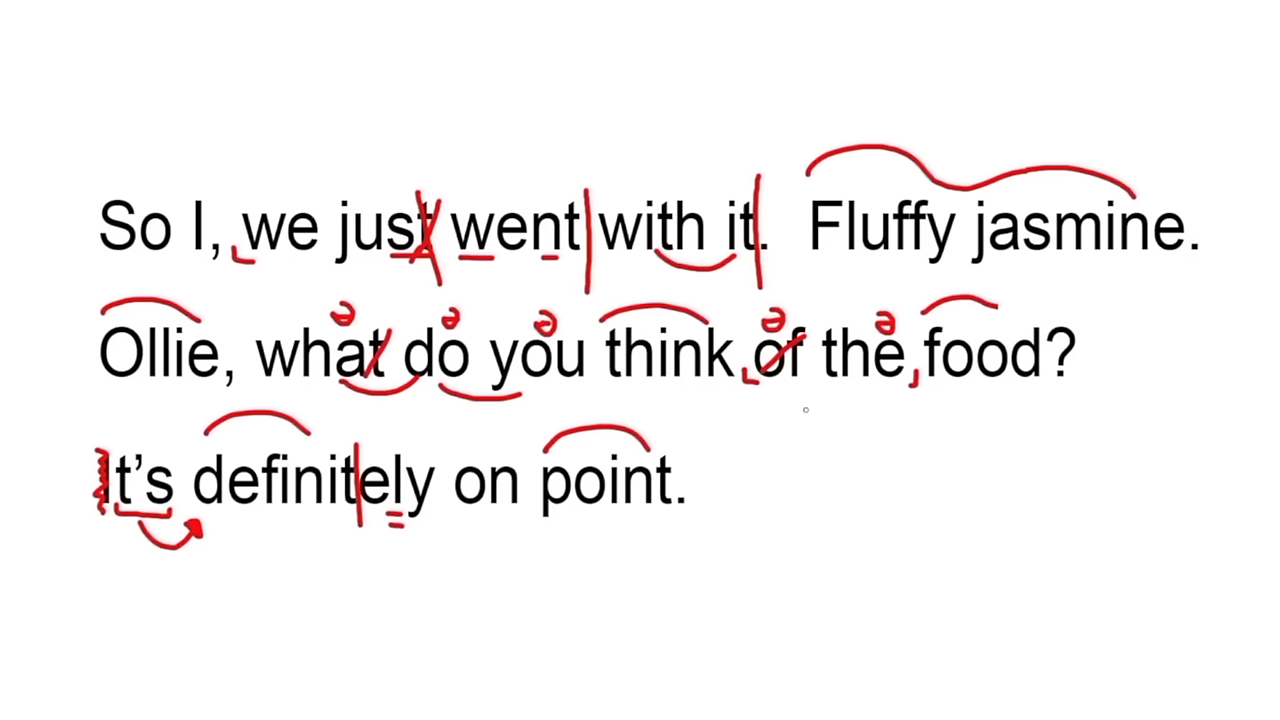 So I, we just went with it. Fluffy jasmine.
Ollie, what do you think of the food?
It's definitely on point.